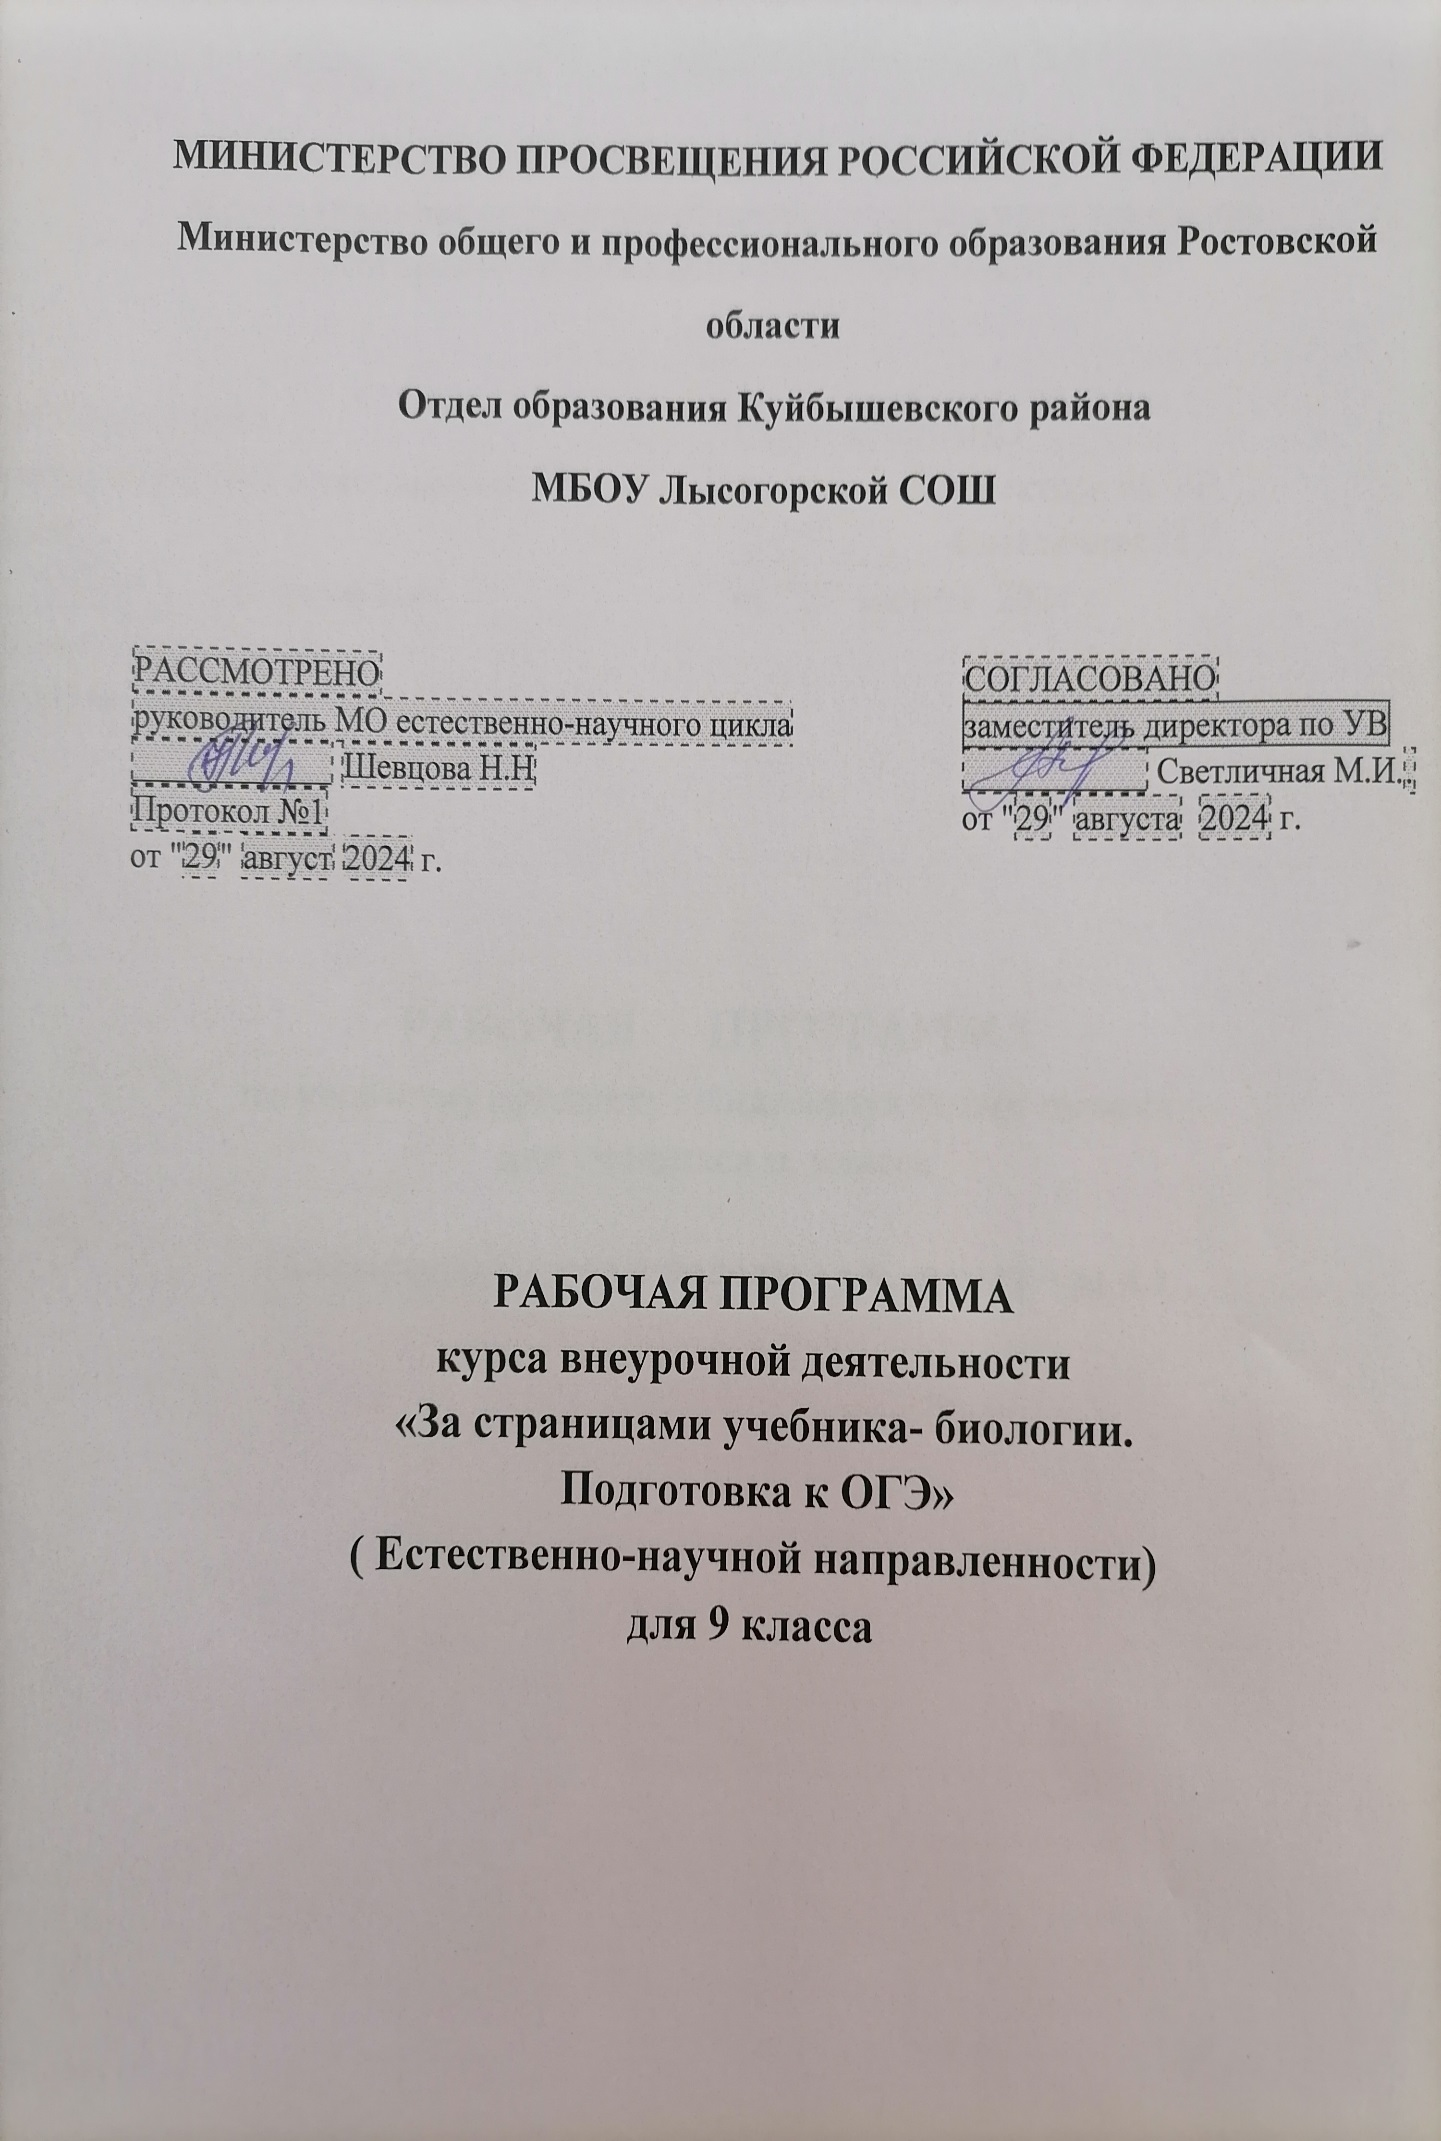 МИНИСТЕРСТВО ПРОСВЕЩЕНИЯ РОССИЙСКОЙ ФЕДЕРАЦИИ
Министерство общего и профессионального образования Ростовской
области
Отдел образования Куйбышевского района
МБОУ Лысогорской СОШ
РАССМОТРЕНО
руководитель МО естественно-научного цикла
Шевцова Н.Н
Протокол №1
от "29" август 2024 г.
СОГЛАСОВАНО
заместитель директора по УВ
Светличная М.И.
от "29" августа 2024 г.
РАБОЧАЯ ПРОГРАММА
курса внеурочной деятельности
«За страницами учебника- биологии.
Подготовка к ОГЭ»
( Естественно-научной направленности)
для 9 класса